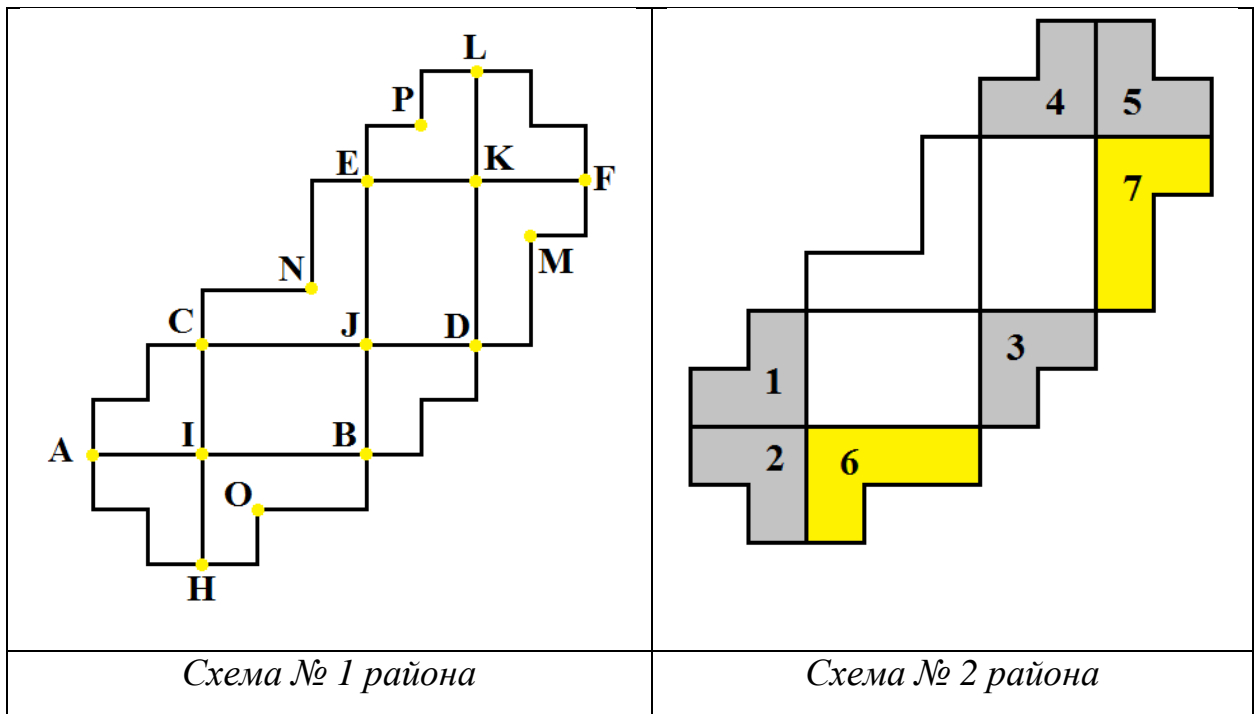 L
P
E K F
N M
C J D
A I B
O
H
4 5
7
3
1
2 6
Схема № 1 района
Схема № 2 района